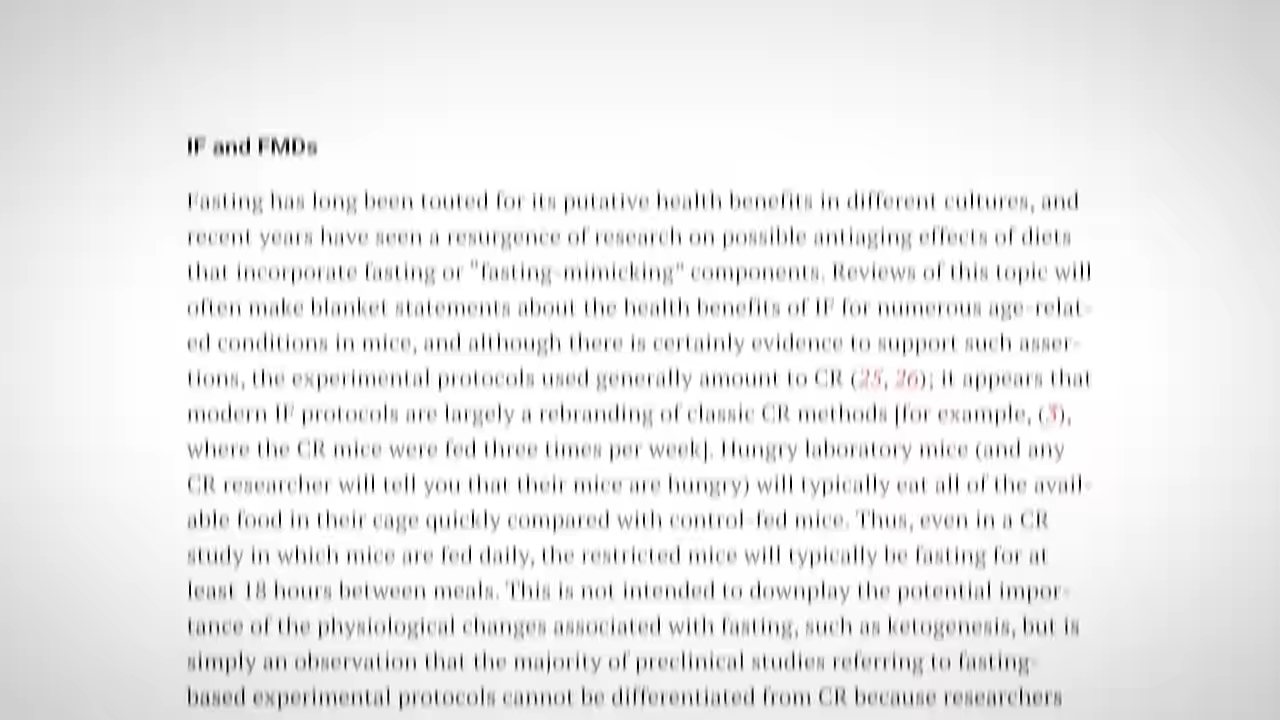 IF and FMDs
Fasting has long been touted for its putative health benefits in different cultures, and
recent years have seen a resurgence of research on possible antiaging effects of diets
that incorporate fasting or "fasting-mimicking" components. Reviews of this topic will
often make blanket statements about the health benefits of IF for numerous age-relat-
ed conditions in mice, and although there is certainly evidence to support such asser-
tions, the experimental protocols used generally amount to CR (25, 26); it appears that
modern IF protocols are largely a rebranding of classic CR methods [for example, (3),
where the CR mice were fed three times per week]. Hungry laboratory mice (and any
CR researcher will tell you that their mice are hungry) will typically eat all of the avail-
able food in their cage quickly compared with control-fed mice. Thus, even in a CR
study in which mice are fed daily, the restricted mice will typically be fasting for at
least 18 hours between meals. This is not intended to downplay the potential impor-
tance of the physiological changes associated with fasting, such as ketogenesis, but is
simply an observation that the majority of preclinical studies referring to fasting-
based experimental protocols cannot be differentiated from CR because researchers